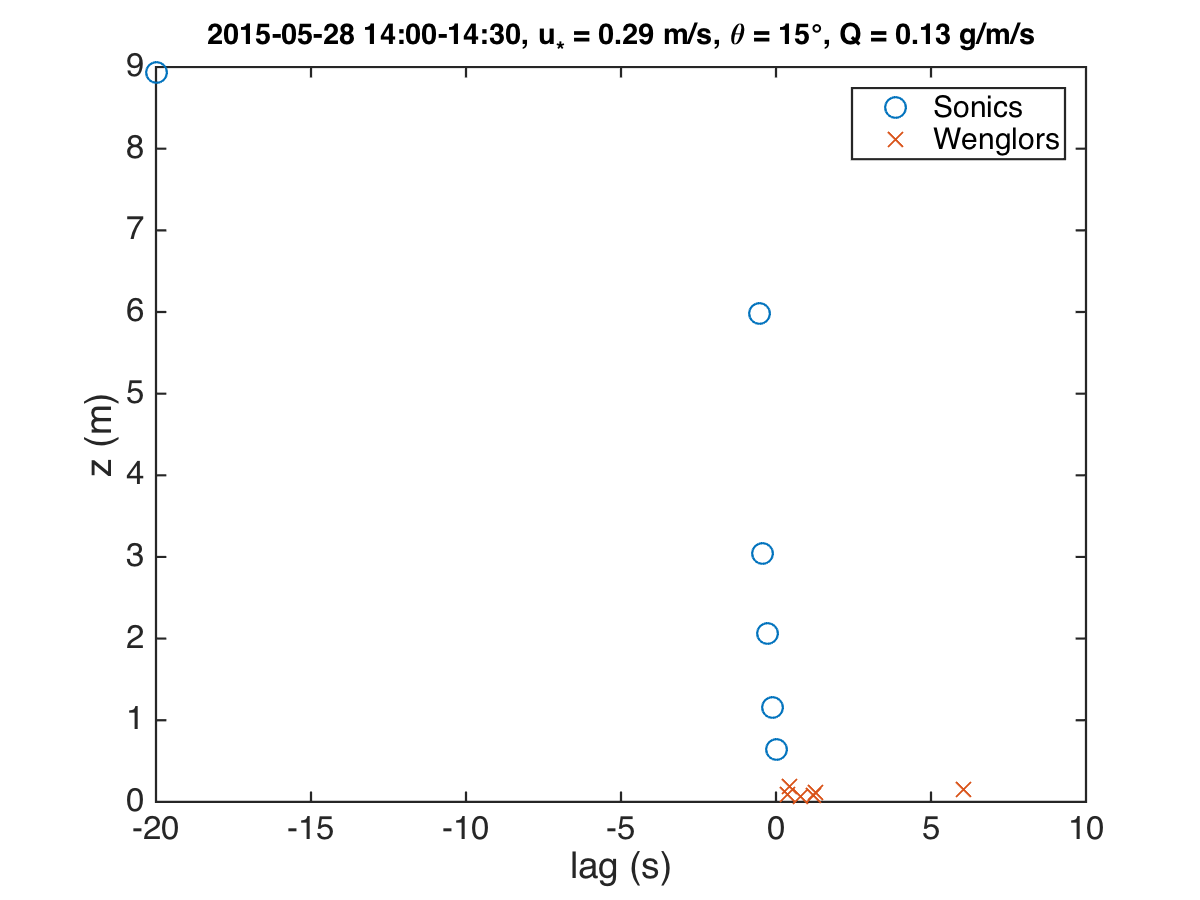 2015-05-28 14:00-14:30, u* = 0.29 m/s, θ = 15°, Q = 0.13 g/m/s
Sonics
Wenglors
9
8
7
6
5
4
3
2
1
0
z (m)
-20 -15 -10 -5 0 5 10
lag (s)